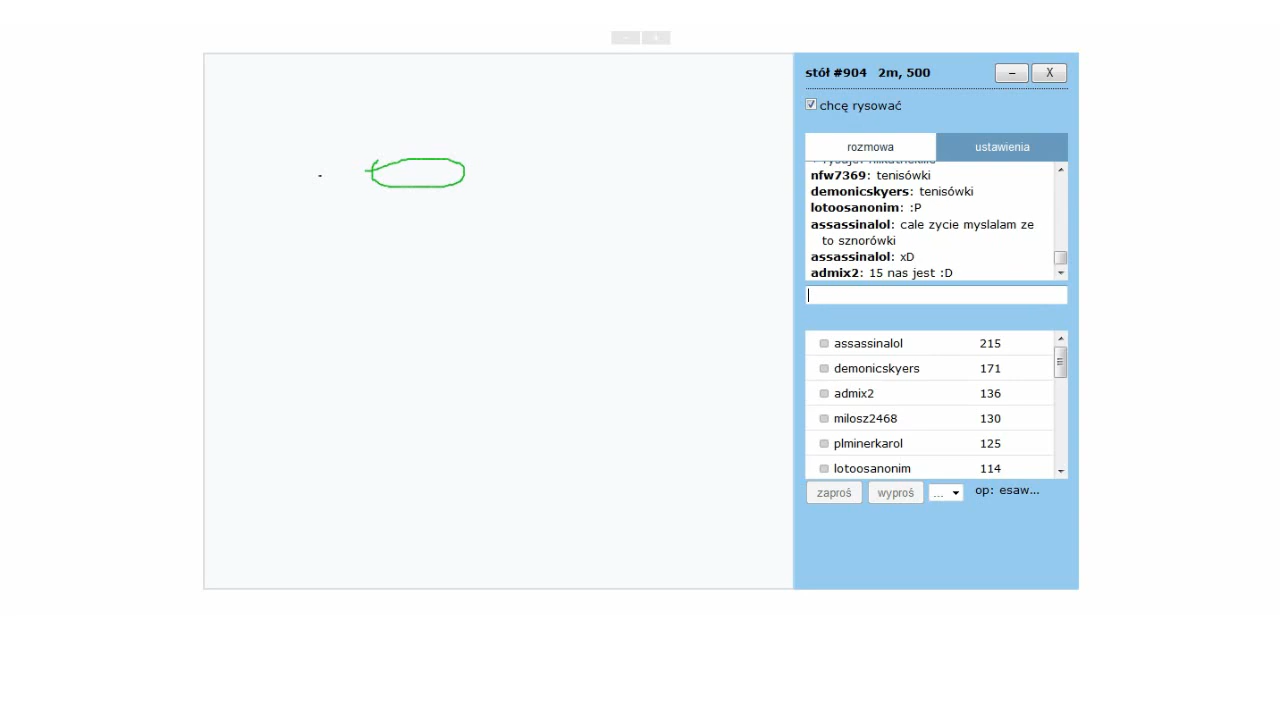 stół #904 2m, 500
–
X
chcę rysować
rozmowa
ustawienia
nfw7369: tenisówki
demonicskyers: tenisówki
lotoosanonim: :P
assassinalol: cale zycie myslalam ze
to sznorówki
assassinalol: xD
admix2: 15 nas jest :D
assassinalol 215
demonicskyers 171
admix2 136
milosz2468 130
plminerkarol 125
lotoosanonim 114
zaproś
wyproś
...
op: esaw...